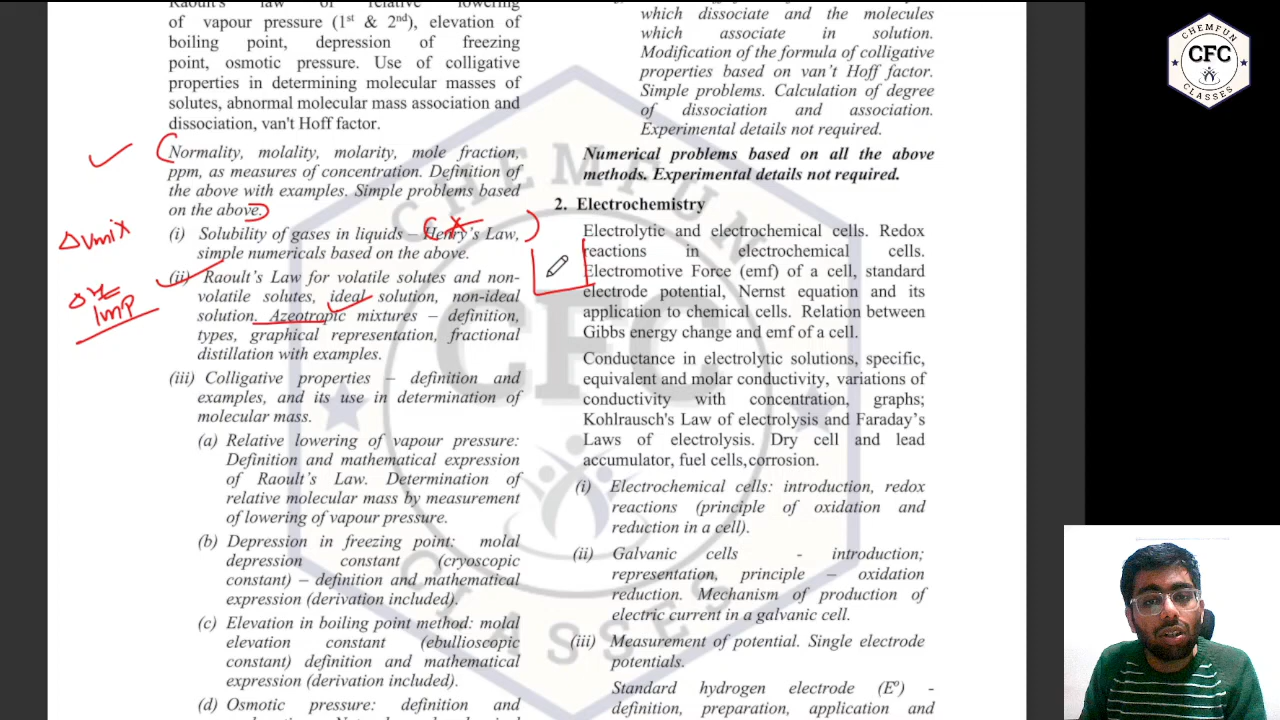 Raoult's law of relative lowering
of vapour pressure (1st & 2nd), elevation of
boiling point, depression of freezing
point, osmotic pressure. Use of colligative
properties in determining molecular masses of
solutes, abnormal molecular mass association and
dissociation, van't Hoff factor.
Normality, molality, molarity, mole fraction,
ppm, as measures of concentration. Definition of
the above with examples. Simple problems based
on the above.
(i) Solubility of gases in liquids – Henry's Law,
simple numericals based on the above.
(ii) Raoult's Law for volatile solutes and non-
volatile solutes, ideal solution, non-ideal
solution. Azeotropic mixtures – definition,
types, graphical representation, fractional
distillation with examples.
(iii) Colligative properties – definition and
examples, and its use in determination of
molecular mass.
(a) Relative lowering of vapour pressure:
Definition and mathematical expression
of Raoult's Law. Determination of
relative molecular mass by measurement
of lowering of vapour pressure.
(b) Depression in freezing point: molal
depression constant (cryoscopic
constant) – definition and mathematical
expression (derivation included).
(c) Elevation in boiling point method: molal
elevation constant (ebullioscopic
constant) definition and mathematical
expression (derivation included).
(d) Osmotic pressure: definition and
ΔVmix
Imp
which dissociate and the molecules
which associate in solution.
Modification of the formula of colligative
properties based on van't Hoff factor.
Simple problems. Calculation of degree
of dissociation and association.
Experimental details not required.
Numerical problems based on all the above
methods. Experimental details not required.
2. Electrochemistry
Electrolytic and electrochemical cells. Redox
reactions in electrochemical cells.
Electromotive Force (emf) of a cell, standard
electrode potential, Nernst equation and its
application to chemical cells. Relation between
Gibbs energy change and emf of a cell.
Conductance in electrolytic solutions, specific,
equivalent and molar conductivity, variations of
conductivity with concentration, graphs;
Kohlrausch's Law of electrolysis and Faraday's
Laws of electrolysis. Dry cell and lead
accumulator, fuel cells, corrosion.
(i) Electrochemical cells: introduction, redox
reactions (principle of oxidation and
reduction in a cell).
(ii) Galvanic cells - introduction;
representation, principle – oxidation
reduction. Mechanism of production of
electric current in a galvanic cell.
(iii) Measurement of potential. Single electrode
potentials.
Standard hydrogen electrode (E°) -
definition, preparation, application and
CHEMFUN
CFC
CLASSES
CHEMFUN
CFC
CLASSES